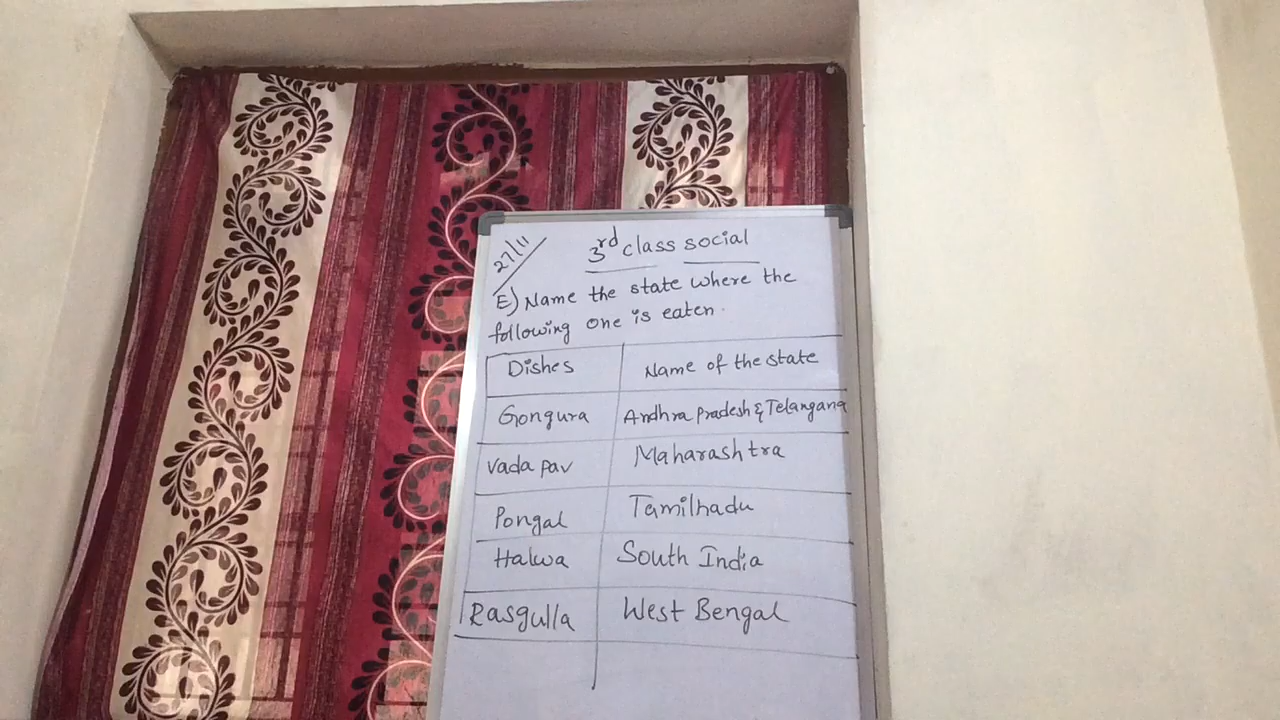 27/11
3rd class social
E) Name the state where the
following one is eaten.
Dishes Name of the state
Gongura Andhra pradesh & Telangana
Vada pav Maharashtra
Pongal Tamilnadu
Halwa South India
Rasgulla West Bengal